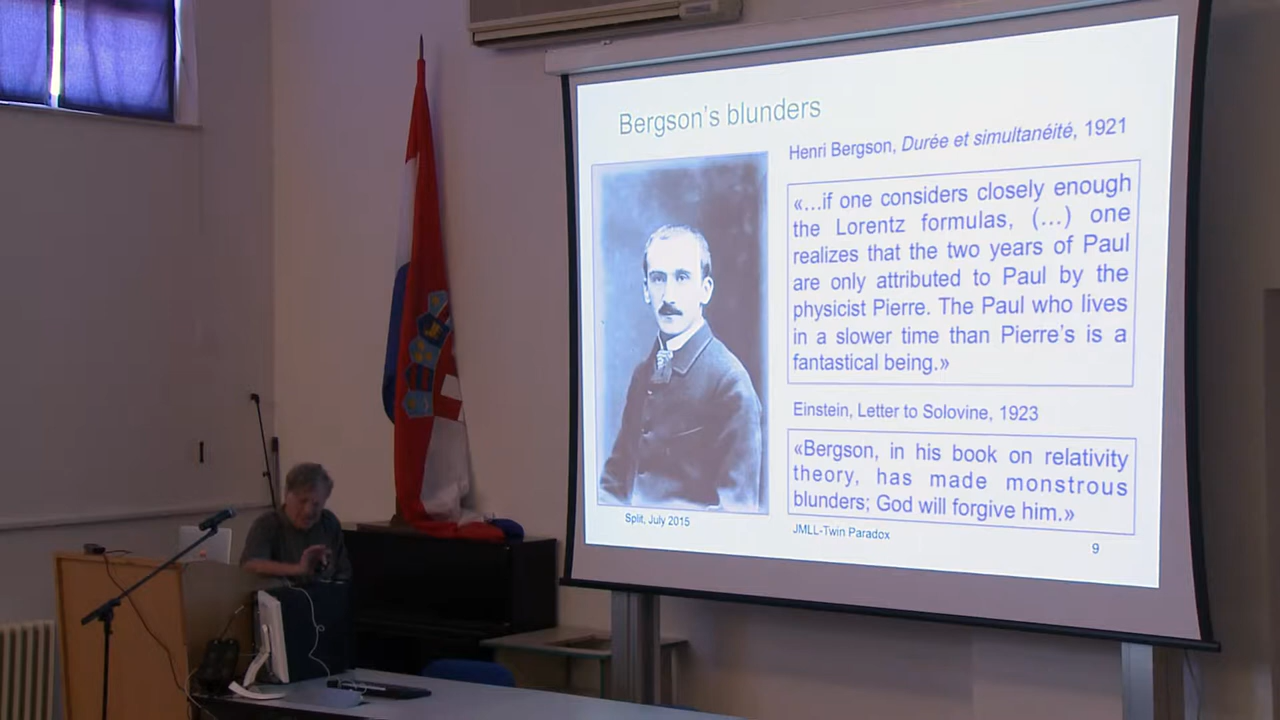 Bergson's blunders
Henri Bergson, Durée et simultanéité, 1921
«...if one considers closely enough
the Lorentz formulas, (...) one
realizes that the two years of Paul
are only attributed to Paul by the
physicist Pierre. The Paul who lives
in a slower time than Pierre's is a
fantastical being.»
Einstein, Letter to Solovine, 1923
«Bergson, in his book on relativity
theory, has made monstrous
blunders; God will forgive him.»
Split, July 2015
JMLL-Twin Paradox
9